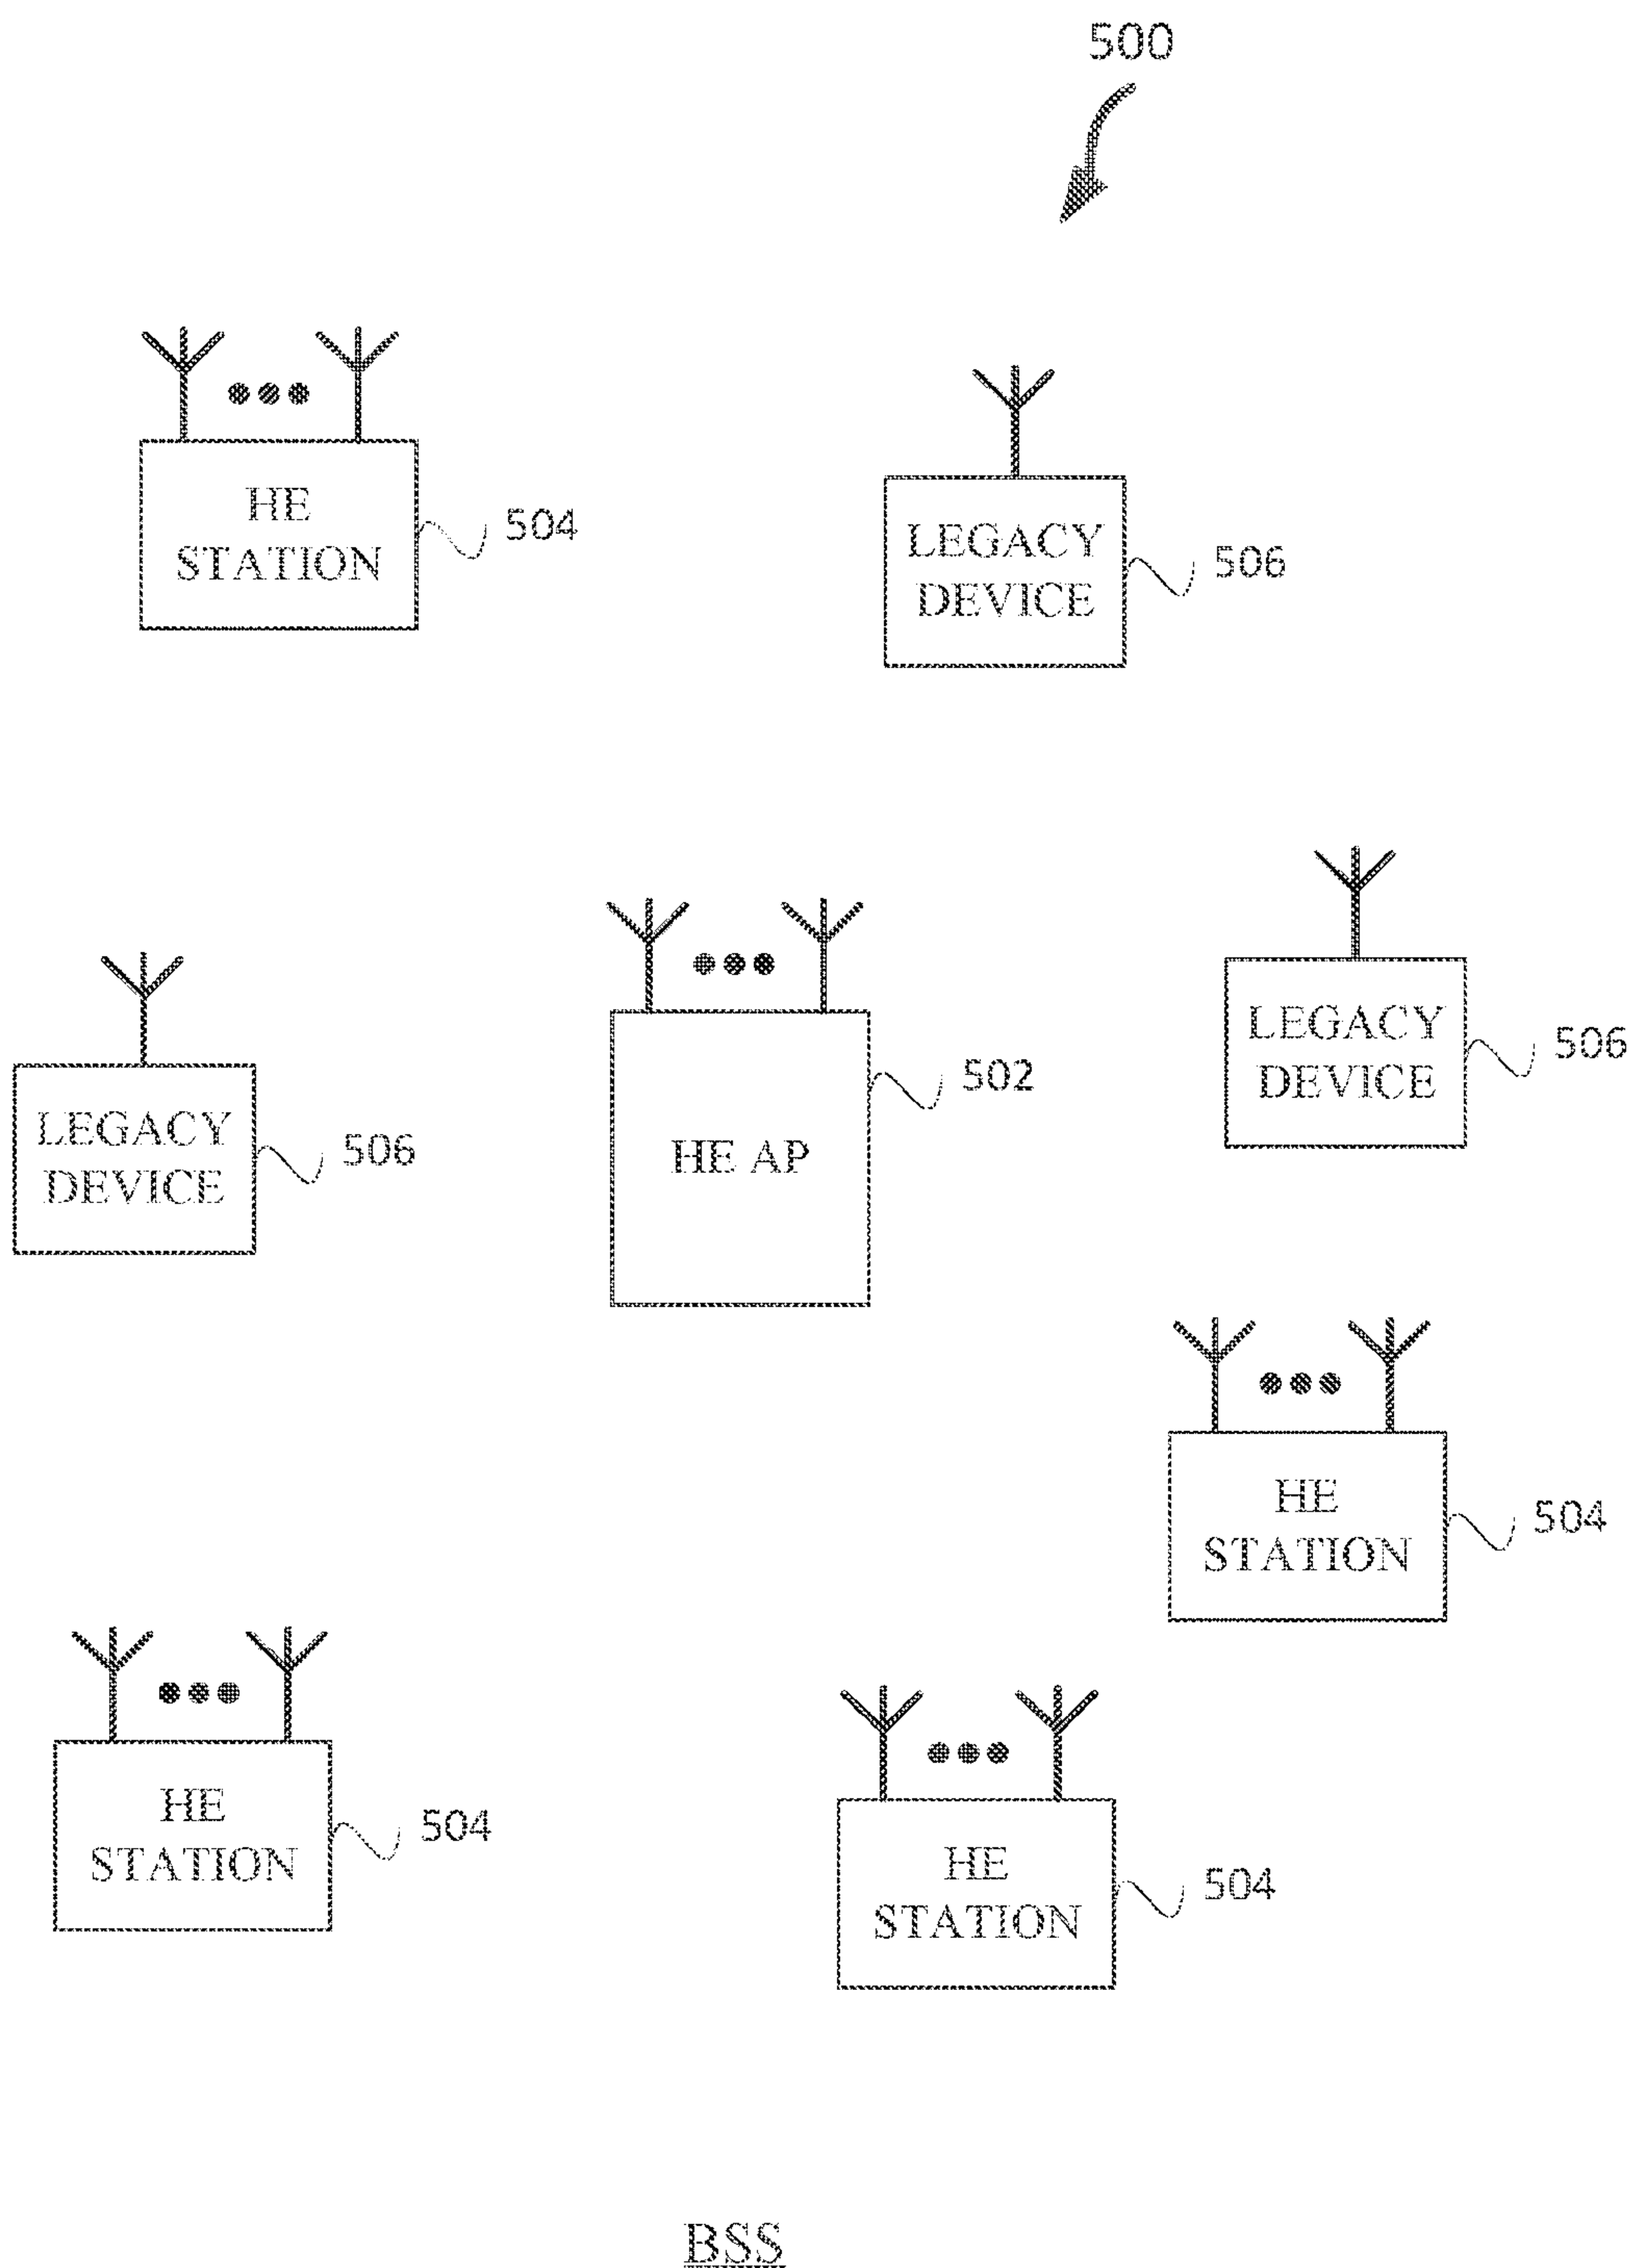 500
HE
STATION
504
LEGACY
DEVICE
506
LEGACY
DEVICE
506
HE AP
502
LEGACY
DEVICE
506
HE
STATION
504
HE
STATION
504
HE
STATION
504
BSS